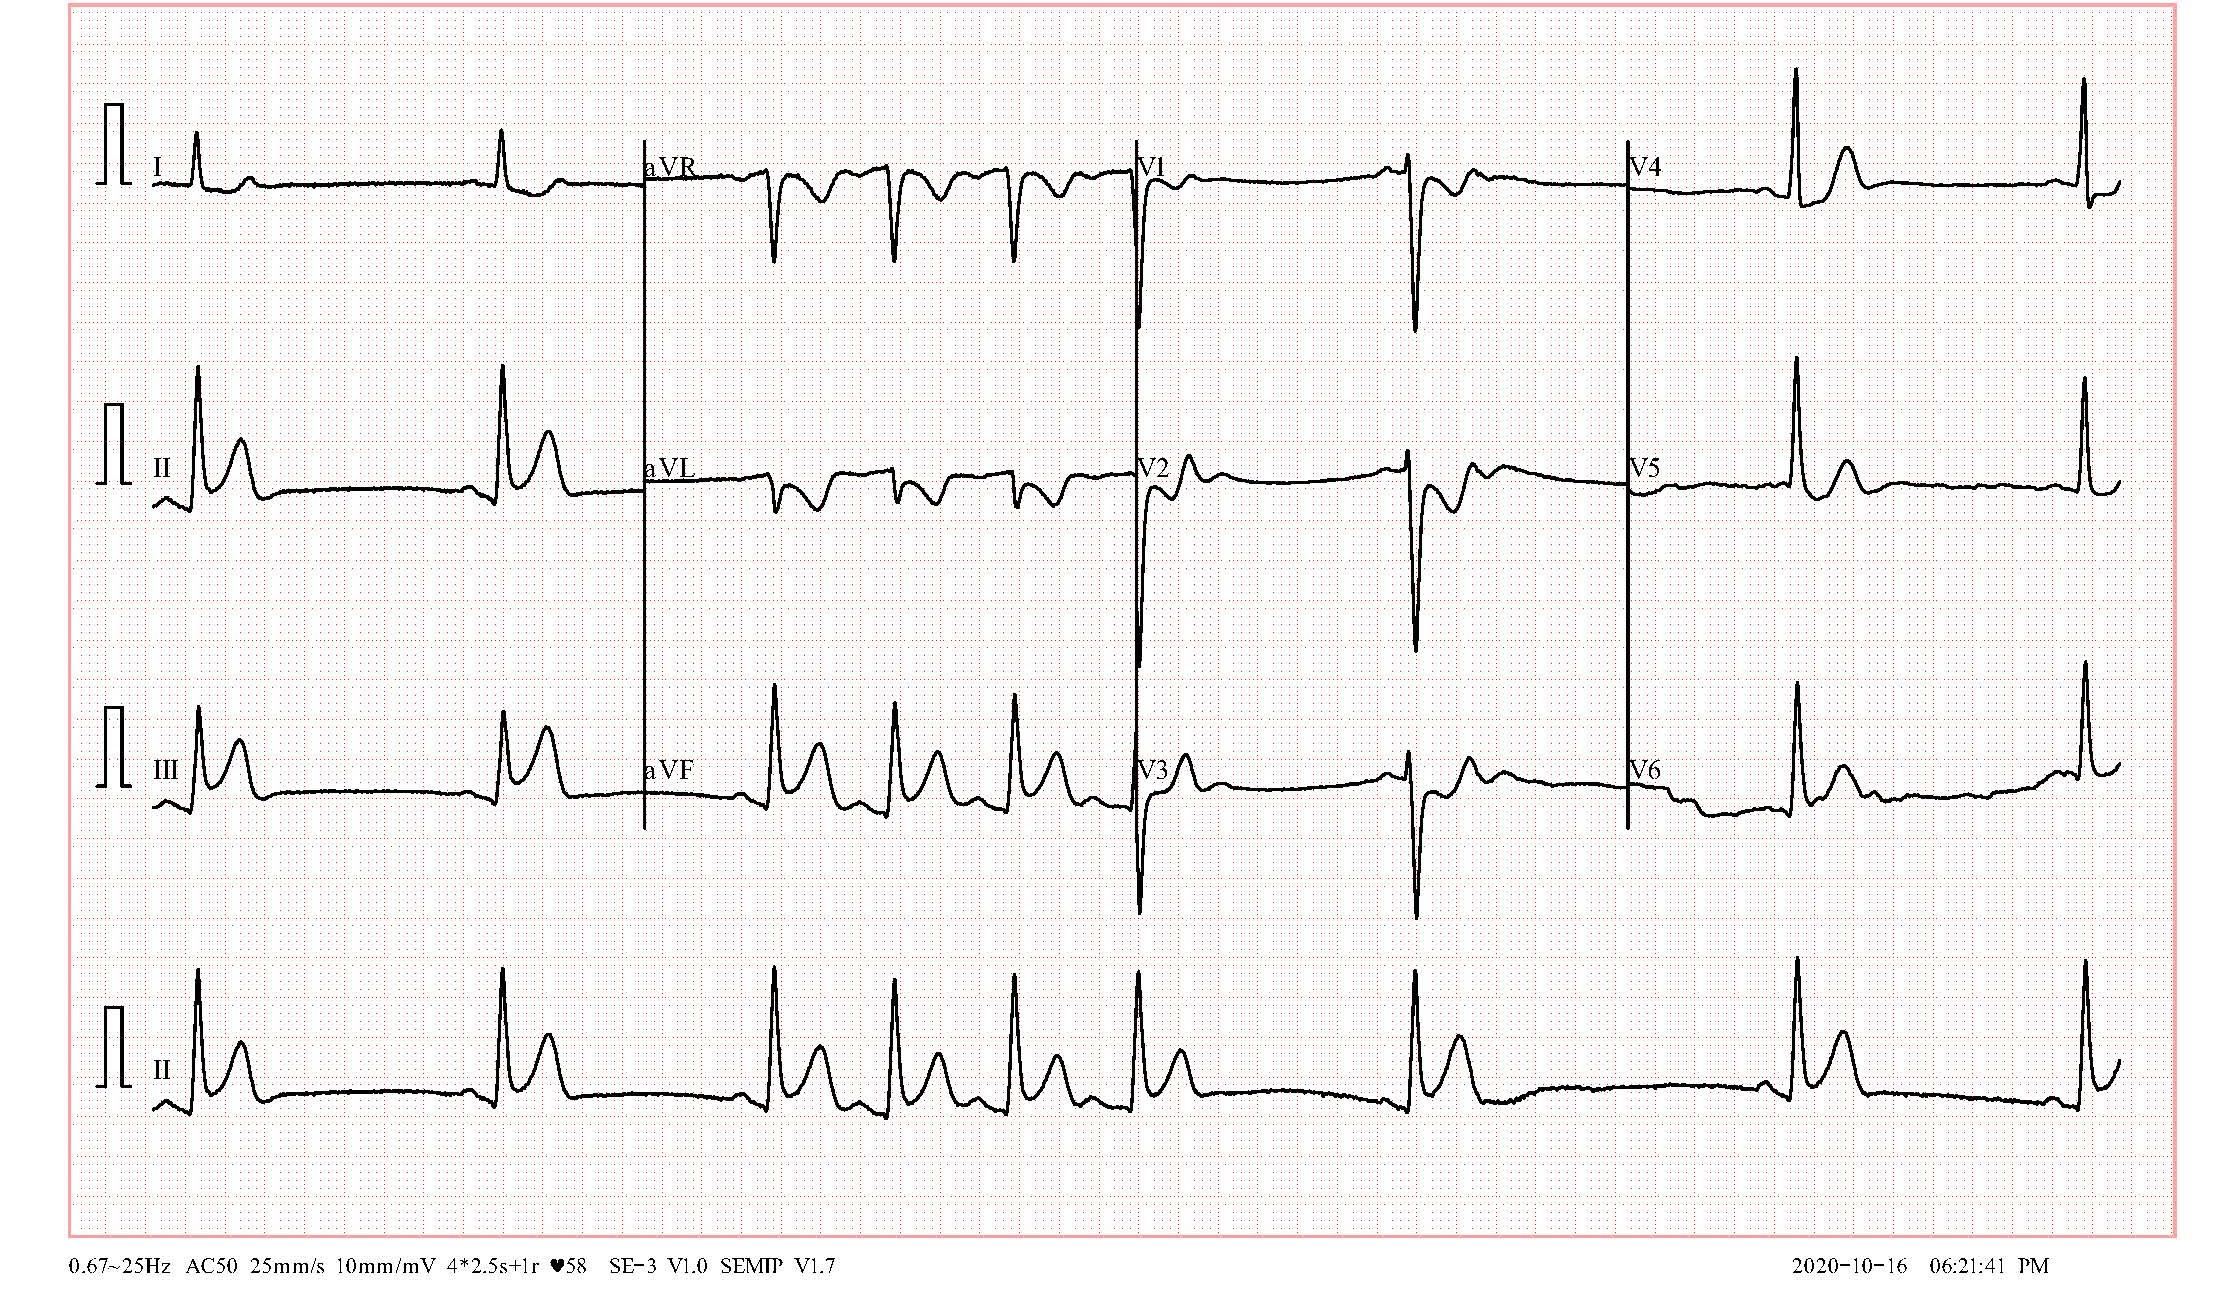 I aVR V1 V4
II aVL V2 V5
III aVF V3 V6
II
0.67~25Hz AC50 25mm/s 10mm/mV 4*2.5s+1r ♥58 SE-3 V1.0 SEMIP V1.7 2020-10-16 06:21:41 PM